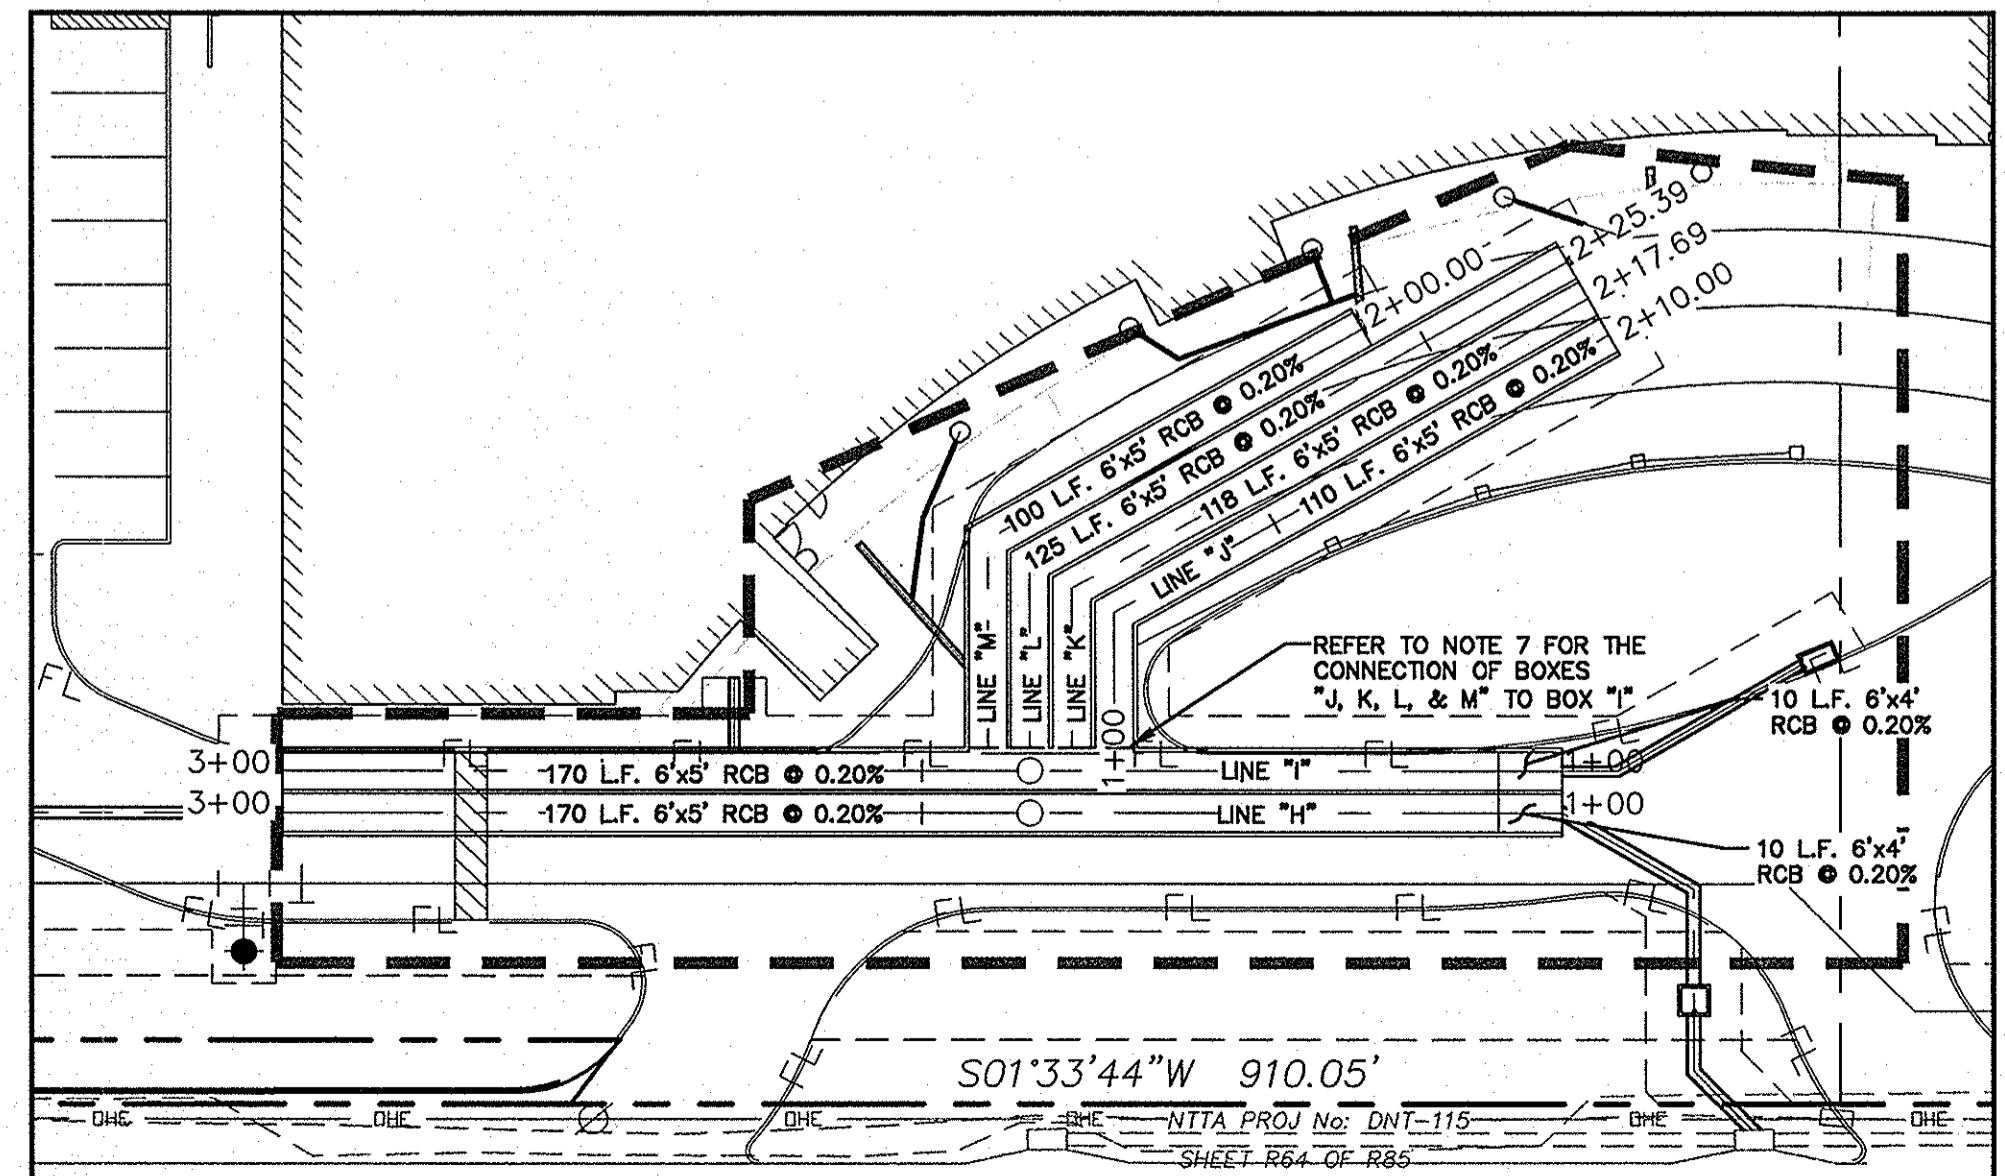 2+25.39
2+17.69
2+10.00
2+00.00
100 L.F. 6'x5' RCB @ 0.20%
125 L.F. 6'x5' RCB @ 0.20%
118 L.F. 6'x5' RCB @ 0.20%
110 L.F. 6'x5' RCB @ 0.20%
LINE "J"
LINE "M"
LINE "L"
LINE "K"
1+00
REFER TO NOTE 7 FOR THE
CONNECTION OF BOXES
"J, K, L, & M" TO BOX "I"
10 L.F. 6'x4'
RCB @ 0.20%
3+00
170 L.F. 6'x5' RCB @ 0.20%
LINE "I"
1+00
3+00
170 L.F. 6'x5' RCB @ 0.20%
LINE "H"
1+00
10 L.F. 6'x4'
RCB @ 0.20%
FL
S01°33'44"W 910.05'
OHE OHE OHE OHE NTTA PROJ No: DNT-115 OHE OHE
SHEET R64 OF R85